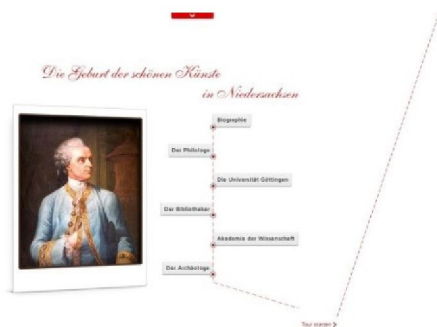 Die Geburt der schönen Künste
in Niedersachsen
Biographie
Der Philologe
Die Universität Göttingen
Der Bibliothekar
Akademie der Wissenschaft
Der Archäologe
Tour starten